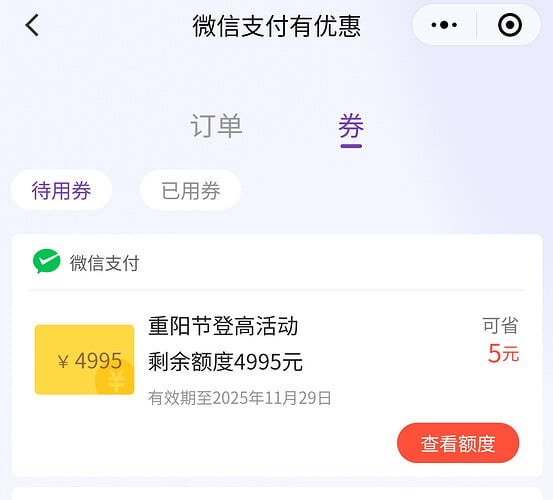 微信支付有优惠
订单
券
待用券
已用券
微信支付
重阳节登高活动
可省
¥ 4995
剩余额度4995元
5元
有效期至2025年11月29日
查看额度